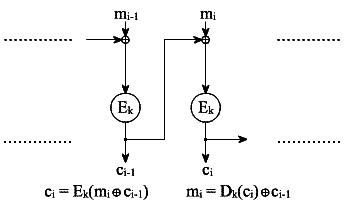 mᵢ₋₁ mᵢ
Eₖ Eₖ
cᵢ₋₁ cᵢ
cᵢ = Eₖ(mᵢ⊕cᵢ₋₁) mᵢ = Dₖ(cᵢ)⊕cᵢ₋₁